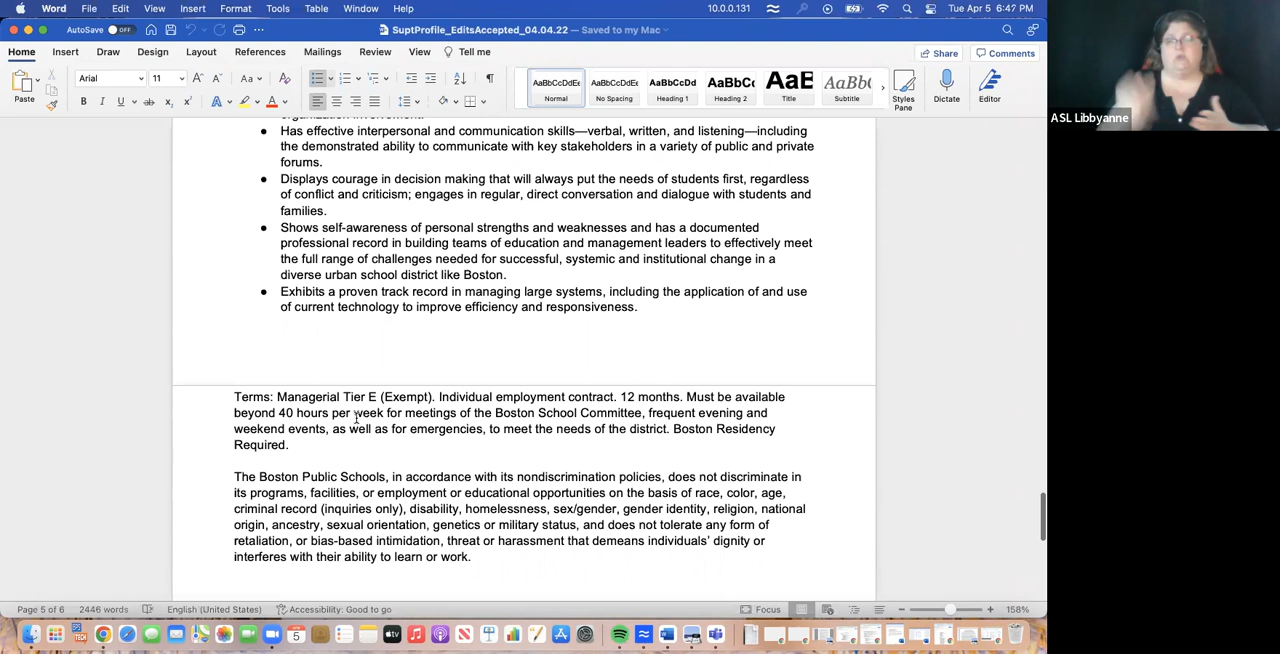 Word File Edit View Insert Format Tools Table Window Help 10.0.0.131 Tue Apr 5 6:47 PM
AutoSave OFF SuptProfile_EditsAccepted_04.04.22 — Saved to my Mac
Home Insert Draw Design Layout References Mailings Review View Tell me Share Comments
Paste Arial 11 A A Aa A AaBbCcDdEe AaBbCcDdEe AaBbCcDd AaBbCc AaB AaBb
B I U ab x₂ x² A A Normal No Spacing Heading 1 Heading 2 Title Subtitle Styles Pane Dictate Editor
ASL Libbyanne
organization involvement.
● Has effective interpersonal and communication skills—verbal, written, and listening—including
the demonstrated ability to communicate with key stakeholders in a variety of public and private
forums.
● Displays courage in decision making that will always put the needs of students first, regardless
of conflict and criticism; engages in regular, direct conversation and dialogue with students and
families.
● Shows self-awareness of personal strengths and weaknesses and has a documented
professional record in building teams of education and management leaders to effectively meet
the full range of challenges needed for successful, systemic and institutional change in a
diverse urban school district like Boston.
● Exhibits a proven track record in managing large systems, including the application of and use
of current technology to improve efficiency and responsiveness.
Terms: Managerial Tier E (Exempt). Individual employment contract. 12 months. Must be available
beyond 40 hours per week for meetings of the Boston School Committee, frequent evening and
weekend events, as well as for emergencies, to meet the needs of the district. Boston Residency
Required.
The Boston Public Schools, in accordance with its nondiscrimination policies, does not discriminate in
its programs, facilities, or employment or educational opportunities on the basis of race, color, age,
criminal record (inquiries only), disability, homelessness, sex/gender, gender identity, religion, national
origin, ancestry, sexual orientation, genetics or military status, and does not tolerate any form of
retaliation, or bias-based intimidation, threat or harassment that demeans individuals' dignity or
interferes with their ability to learn or work.
Page 5 of 6 2446 words English (United States) Accessibility: Good to go Focus 158%